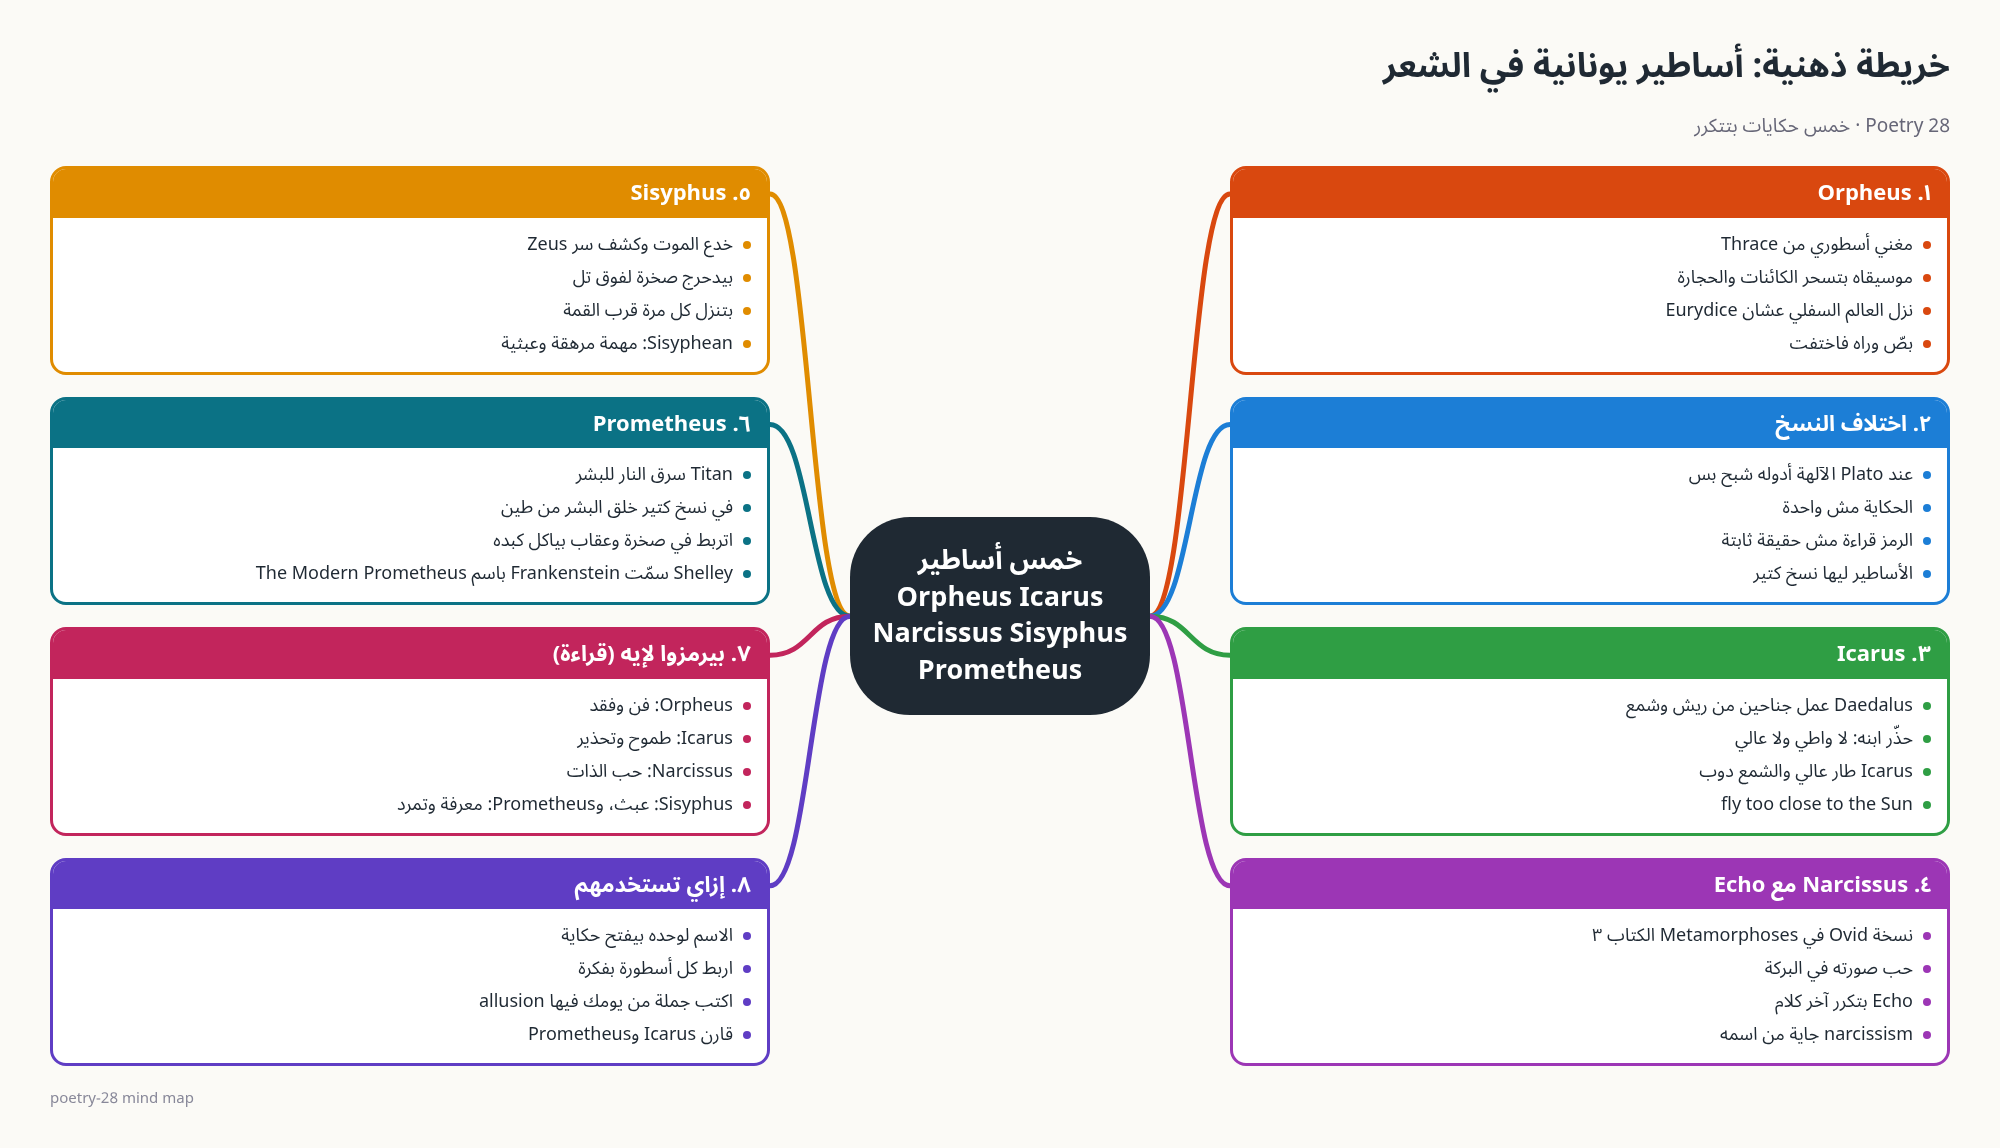 خريطة ذهنية: أساطير يونانية في الشعر
Poetry 28 · خمس حكايات بتتكرر
١. Orpheus
مغني أسطوري من Thrace
موسيقاه بتسحر الكائنات والحجارة
نزل العالم السفلي عشان Eurydice
بصّ وراه فاختفت
٢. اختلاف النسخ
عند Plato الآلهة أدوله شبح بس
الحكاية مش واحدة
الرمز قراءة مش حقيقة ثابتة
الأساطير ليها نسخ كتير
٣. Icarus
Daedalus عمل جناحين من ريش وشمع
حذّر ابنه: لا واطي ولا عالي
Icarus طار عالي والشمع دوب
fly too close to the Sun
٤. Narcissus مع Echo
نسخة Ovid في Metamorphoses الكتاب ٣
حب صورته في البركة
Echo بتكرر آخر كلام
narcissism جاية من اسمه
خمس أساطير
Orpheus Icarus
Narcissus Sisyphus
Prometheus
٥. Sisyphus
خدع الموت وكشف سر Zeus
بيدحرج صخرة لفوق تل
بتنزل كل مرة قرب القمة
Sisyphean: مهمة مرهقة وعبثية
٦. Prometheus
Titan سرق النار للبشر
في نسخ كتير خلق البشر من طين
اتربط في صخرة وعقاب بياكل كبده
Shelley سمّت Frankenstein باسم The Modern Prometheus
٧. بيرمزوا لإيه (قراءة)
Orpheus: فن وفقد
Icarus: طموح وتحذير
Narcissus: حب الذات
Sisyphus: عبث، وPrometheus: معرفة وتمرد
٨. إزاي تستخدمهم
الاسم لوحده بيفتح حكاية
اربط كل أسطورة بفكرة
اكتب جملة من يومك فيها allusion
قارن Icarus وPrometheus
poetry-28 mind map